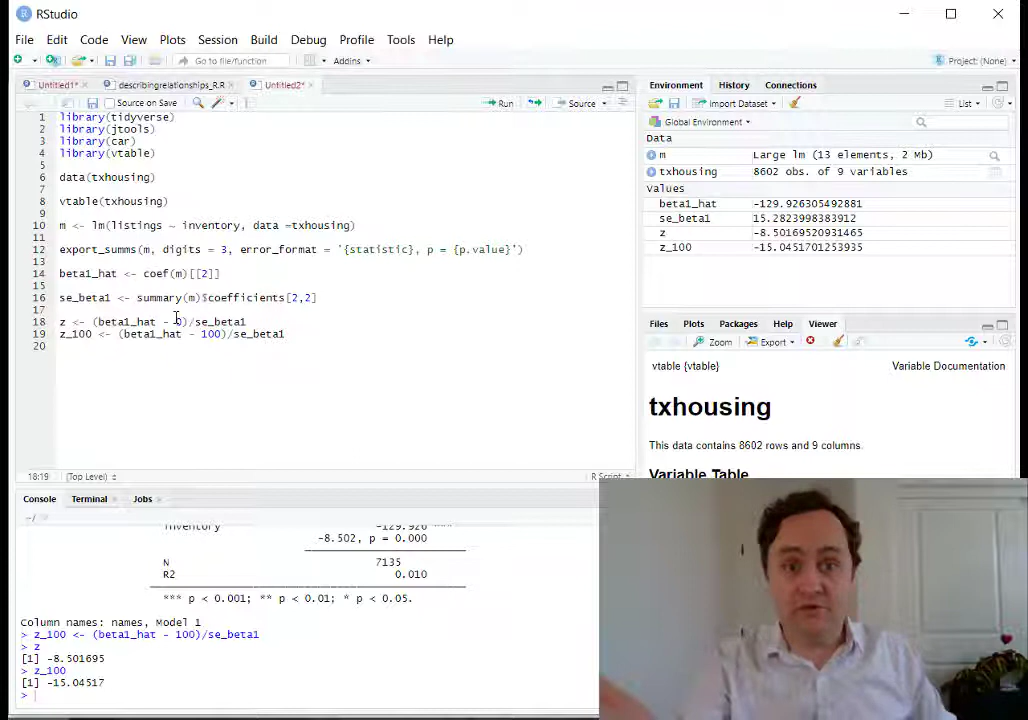 RStudio
File Edit Code View Plots Session Build Debug Profile Tools Help
Go to file/function Addins Project: (None)
Untitled1* describingrelationships_R.R Untitled2*
Source on Save Run Source
1 library(tidyverse)
2 library(jtools)
3 library(car)
4 library(vtable)
5
6 data(txhousing)
7
8 vtable(txhousing)
9
10 m <- lm(listings ~ inventory, data =txhousing)
11
12 export_summs(m, digits = 3, error_format = '{statistic}, p = {p.value}')
13
14 beta1_hat <- coef(m)[[2]]
15
16 se_beta1 <- summary(m)$coefficients[2,2]
17
18 z <- (beta1_hat - 0)/se_beta1
19 z_100 <- (beta1_hat - 100)/se_beta1
20
18:19 (Top Level) R Script
Console Terminal Jobs
~/
inventory -129.926 ***
-8.502, p = 0.000
N 7135
R2 0.010
*** p < 0.001; ** p < 0.01; * p < 0.05.
Column names: names, Model 1
> z_100 <- (beta1_hat - 100)/se_beta1
> z
[1] -8.501695
> z_100
[1] -15.04517
>
Environment History Connections
Import Dataset List
Global Environment
Data
m Large lm (13 elements, 2 Mb)
txhousing 8602 obs. of 9 variables
Values
beta1_hat -129.926305492881
se_beta1 15.2823998383912
z -8.50169520931465
z_100 -15.0451701253935
Files Plots Packages Help Viewer
Zoom Export
vtable {vtable} Variable Documentation
txhousing
This data contains 8602 rows and 9 columns.
Variable Table